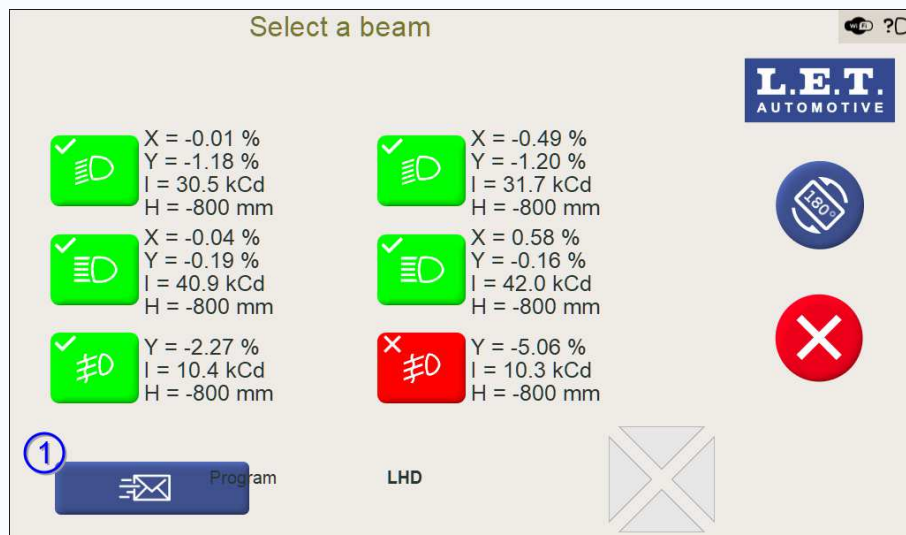 Select a beam
WiFi ?
L.E.T.
AUTOMOTIVE
X = -0.01 %
Y = -1.18 %
I = 30.5 kCd
H = -800 mm
X = -0.49 %
Y = -1.20 %
I = 31.7 kCd
H = -800 mm
180°
X = -0.04 %
Y = -0.19 %
I = 40.9 kCd
H = -800 mm
X = 0.58 %
Y = -0.16 %
I = 42.0 kCd
H = -800 mm
Y = -2.27 %
I = 10.4 kCd
H = -800 mm
Y = -5.06 %
I = 10.3 kCd
H = -800 mm
1
Program LHD